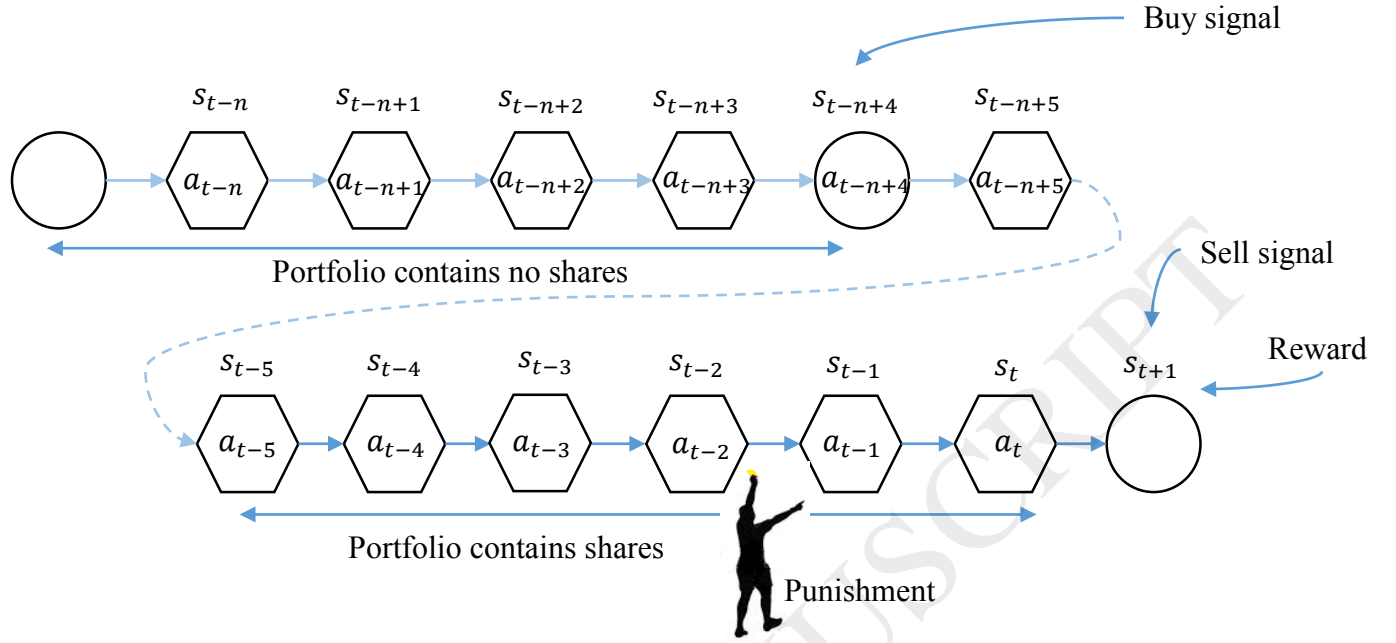 Buy signal
s_{t−n} s_{t−n+1} s_{t−n+2} s_{t−n+3} s_{t−n+4} s_{t−n+5}
a_{t−n} a_{t−n+1} a_{t−n+2} a_{t−n+3} a_{t−n+4} a_{t−n+5}
Portfolio contains no shares
Sell signal
Reward
s_{t−5} s_{t−4} s_{t−3} s_{t−2} s_{t−1} s_t s_{t+1}
a_{t−5} a_{t−4} a_{t−3} a_{t−2} a_{t−1} a_t
Portfolio contains shares
Punishment
USCRIPT